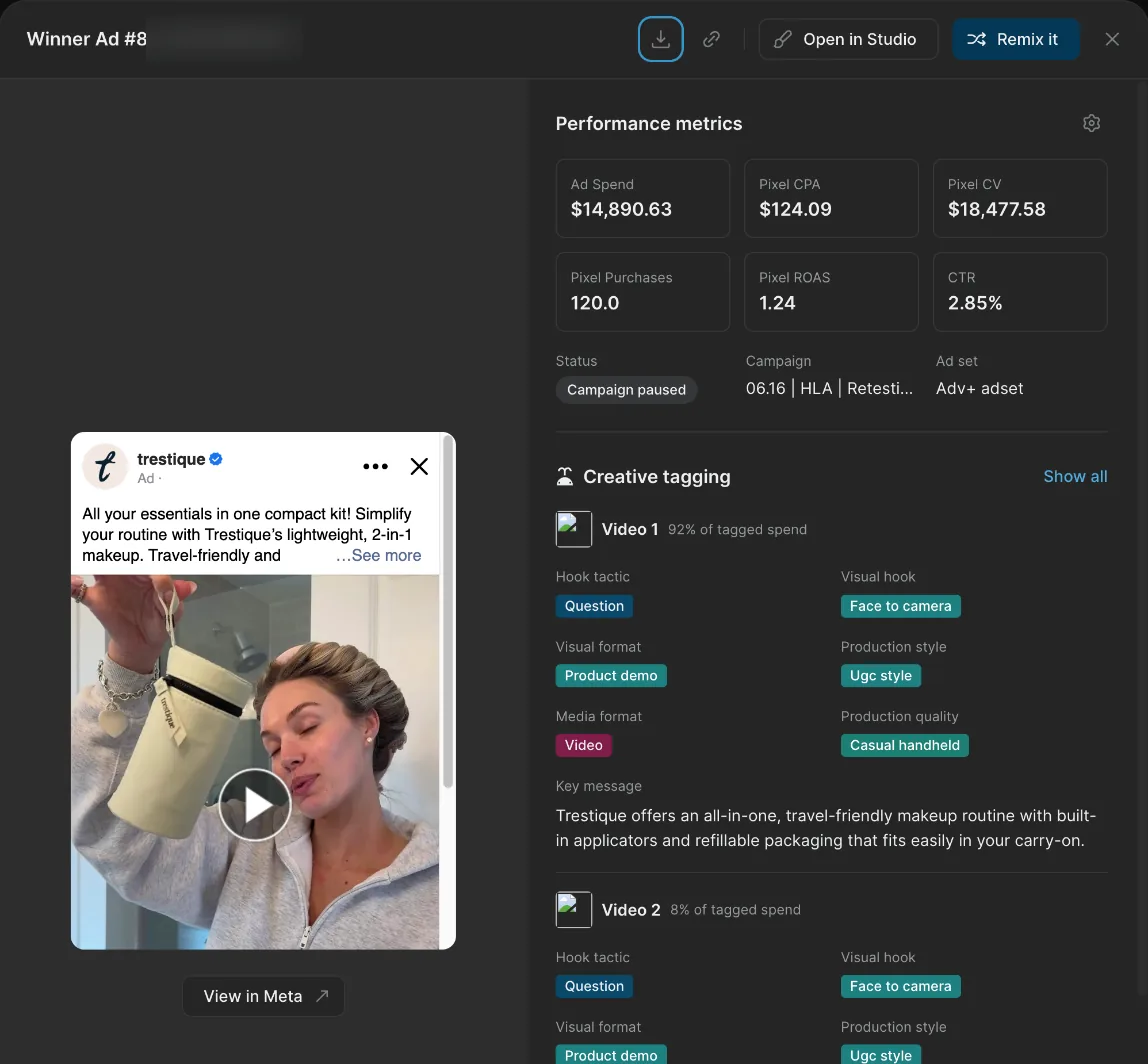 Winner Ad #8
Open in Studio
Remix it
Performance metrics
Ad Spend
$14,890.63
Pixel CPA
$124.09
Pixel CV
$18,477.58
Pixel Purchases
120.0
Pixel ROAS
1.24
CTR
2.85%
Status
Campaign paused
Campaign
06.16 | HLA | Retesti...
Ad set
Adv+ adset
trestique
Ad ·
All your essentials in one compact kit! Simplify
your routine with Trestique’s lightweight, 2-in-1
makeup. Travel-friendly and …See more
trestique
View in Meta
Creative tagging
Show all
Video 1 92% of tagged spend
Hook tactic
Question
Visual hook
Face to camera
Visual format
Product demo
Production style
Ugc style
Media format
Video
Production quality
Casual handheld
Key message
Trestique offers an all-in-one, travel-friendly makeup routine with built-
in applicators and refillable packaging that fits easily in your carry-on.
Video 2 8% of tagged spend
Hook tactic
Question
Visual hook
Face to camera
Visual format
Product demo
Production style
Ugc style